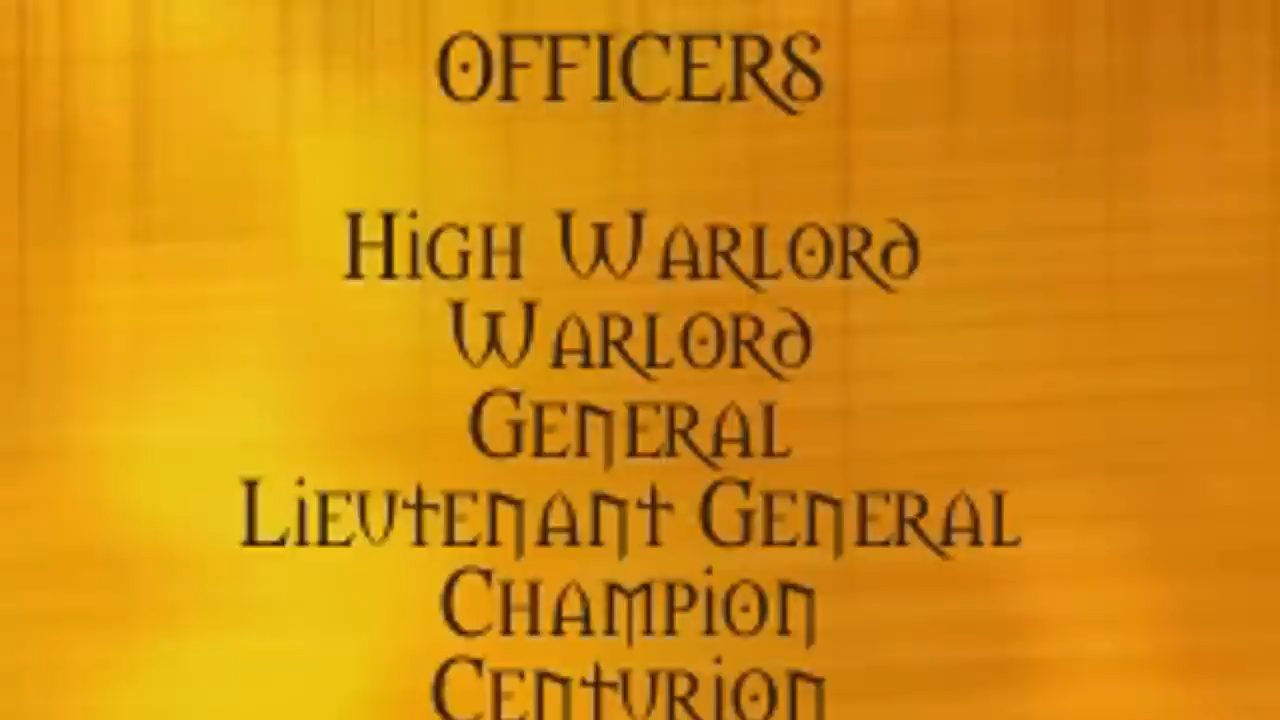 OFFICERS
High Warlord
Warlord
General
Lieutenant General
Champion
Centurion